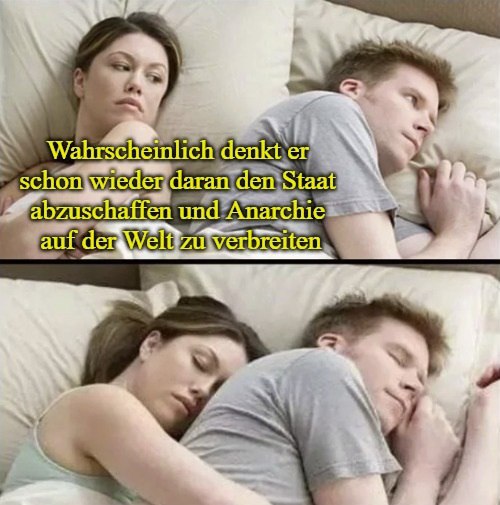 Wahrscheinlich denkt er
schon wieder daran den Staat
abzuschaffen und Anarchie
auf der Welt zu verbreiten